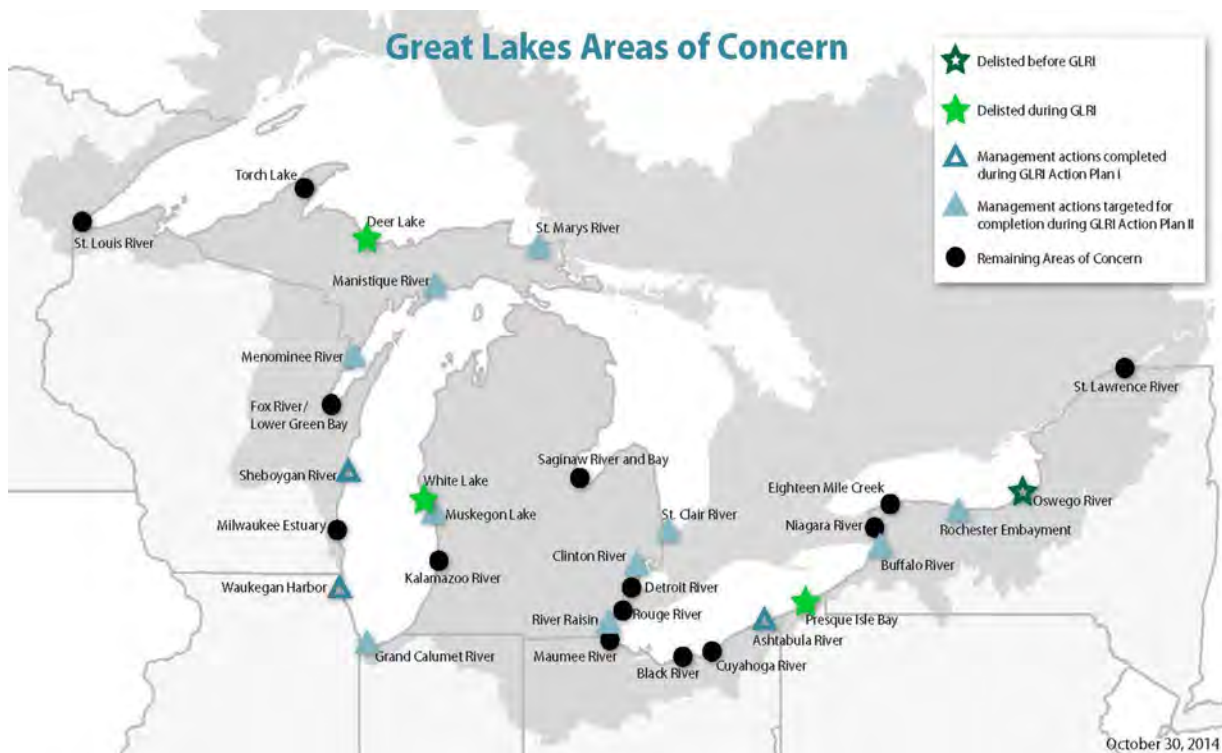 Great Lakes Areas of Concern
Delisted before GLRI
Delisted during GLRI
Management actions completed
during GLRI Action Plan I
Management actions targeted for
completion during GLRI Action Plan II
Remaining Areas of Concern
Torch Lake
St. Louis River
Deer Lake
St. Marys River
Manistique River
Menominee River
Fox River/
Lower Green Bay
St. Lawrence River
Sheboygan River
White Lake
Muskegon Lake
Saginaw River and Bay
Eighteen Mile Creek
Oswego River
Milwaukee Estuary
St. Clair River
Niagara River
Rochester Embayment
Clinton River
Buffalo River
Kalamazoo River
Waukegan Harbor
Detroit River
Rouge River
River Raisin
Presque Isle Bay
Ashtabula River
Grand Calumet River
Maumee River
Cuyahoga River
Black River
October 30, 2014